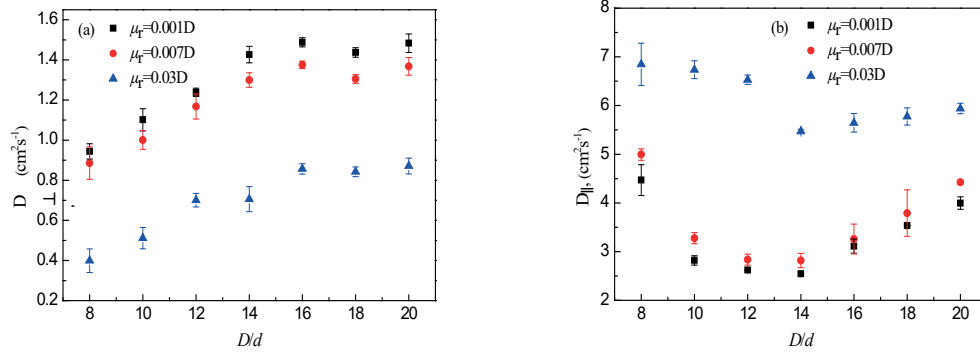 (a)
μr=0.001D
μr=0.007D
μr=0.03D
D⊥, (cm²s⁻¹)
1.6
1.4
1.2
1.0
0.8
0.6
0.4
0.2
8 10 12 14 16 18 20
D/d
(b)
μr=0.001D
μr=0.007D
μr=0.03D
D||, (cm²s⁻¹)
8
7
6
5
4
3
2
8 10 12 14 16 18 20
D/d